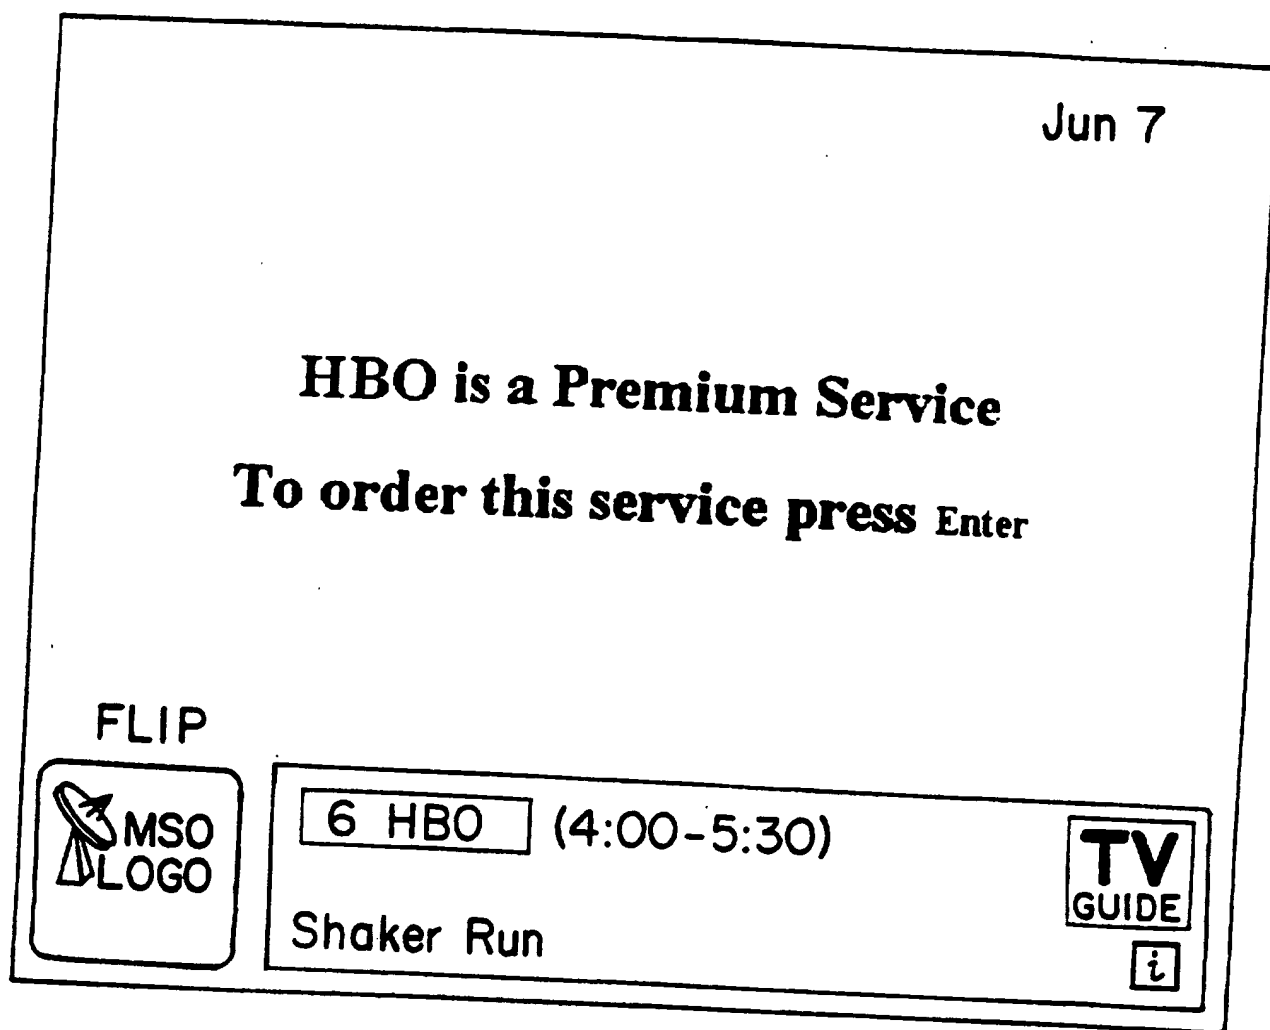 Jun 7
HBO is a Premium Service
To order this service press Enter
FLIP
MSO
LOGO
6 HBO (4:00-5:30)
Shaker Run
TV
GUIDE
i